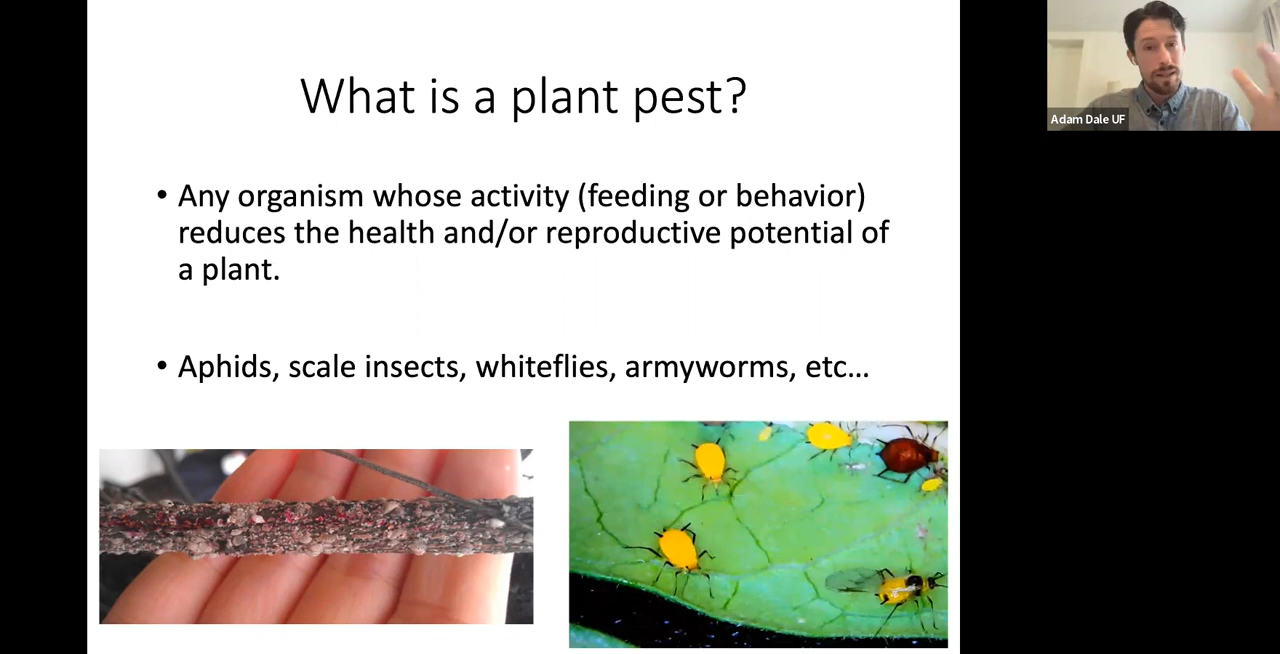 What is a plant pest?
• Any organism whose activity (feeding or behavior)
reduces the health and/or reproductive potential of
a plant.
• Aphids, scale insects, whiteflies, armyworms, etc…
Adam Dale UF